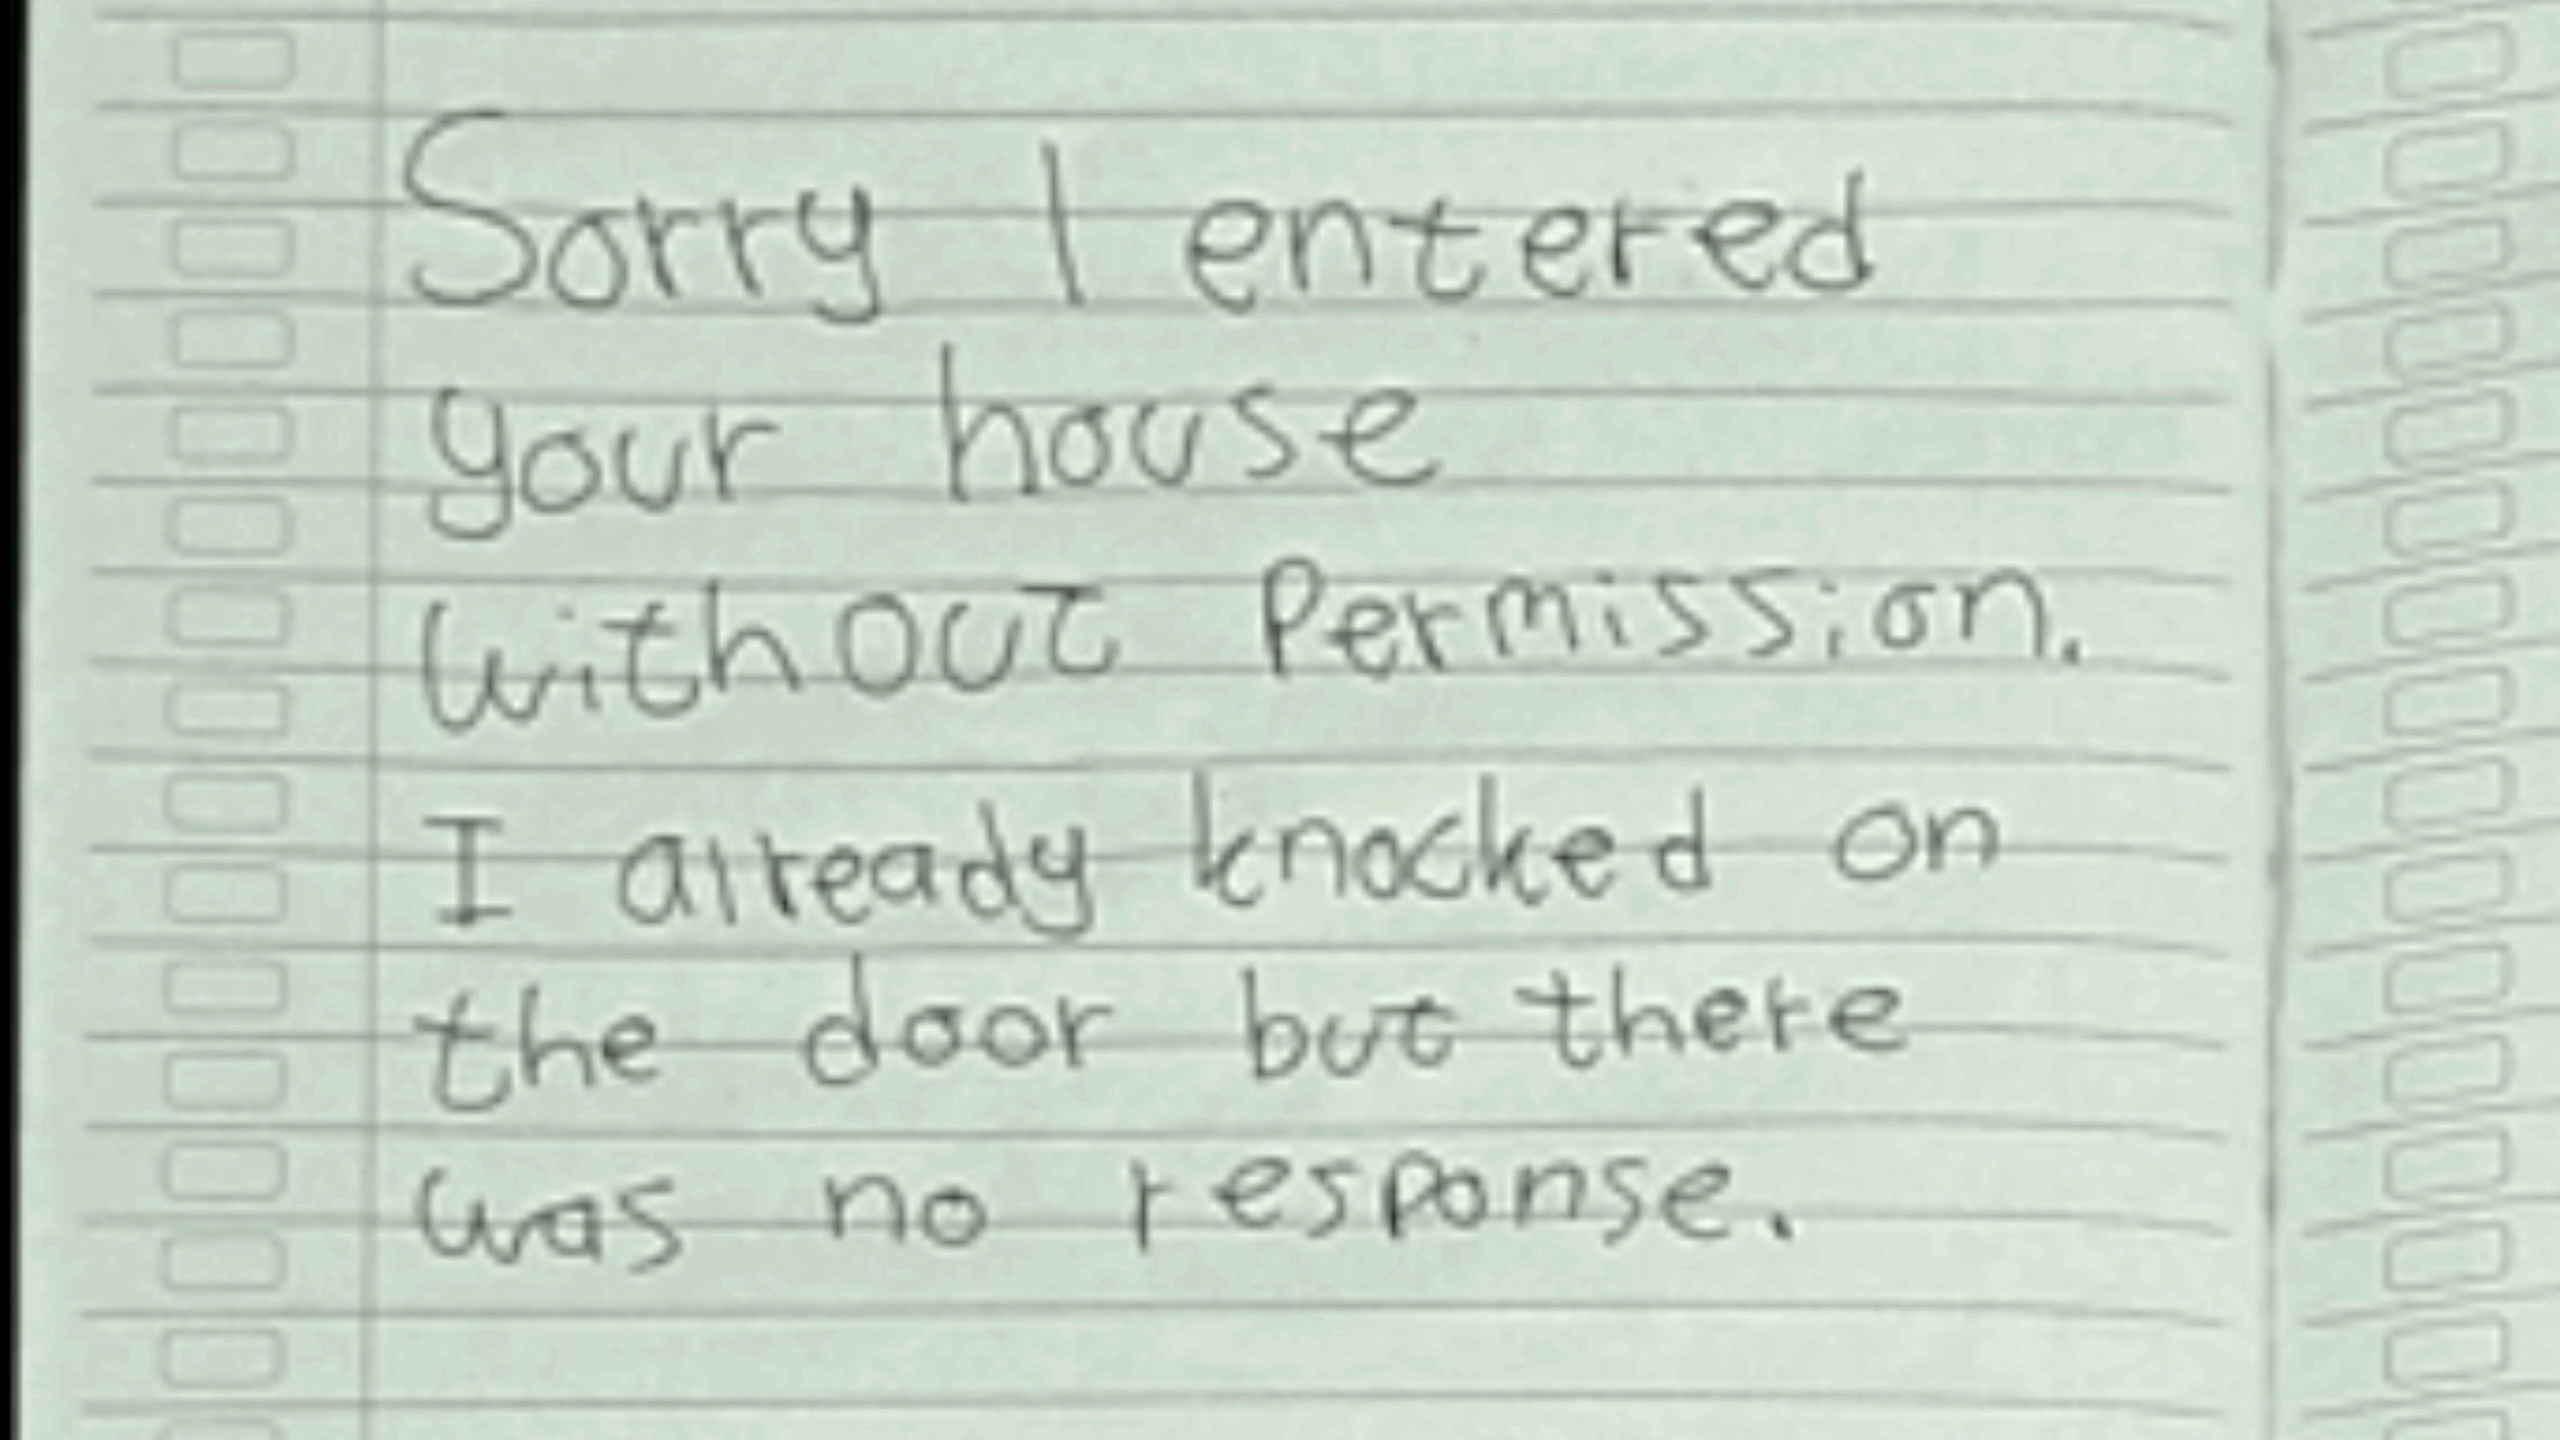 Sorry I entered
your house
without Permission.
I already knocked on
the door but there
was no response.